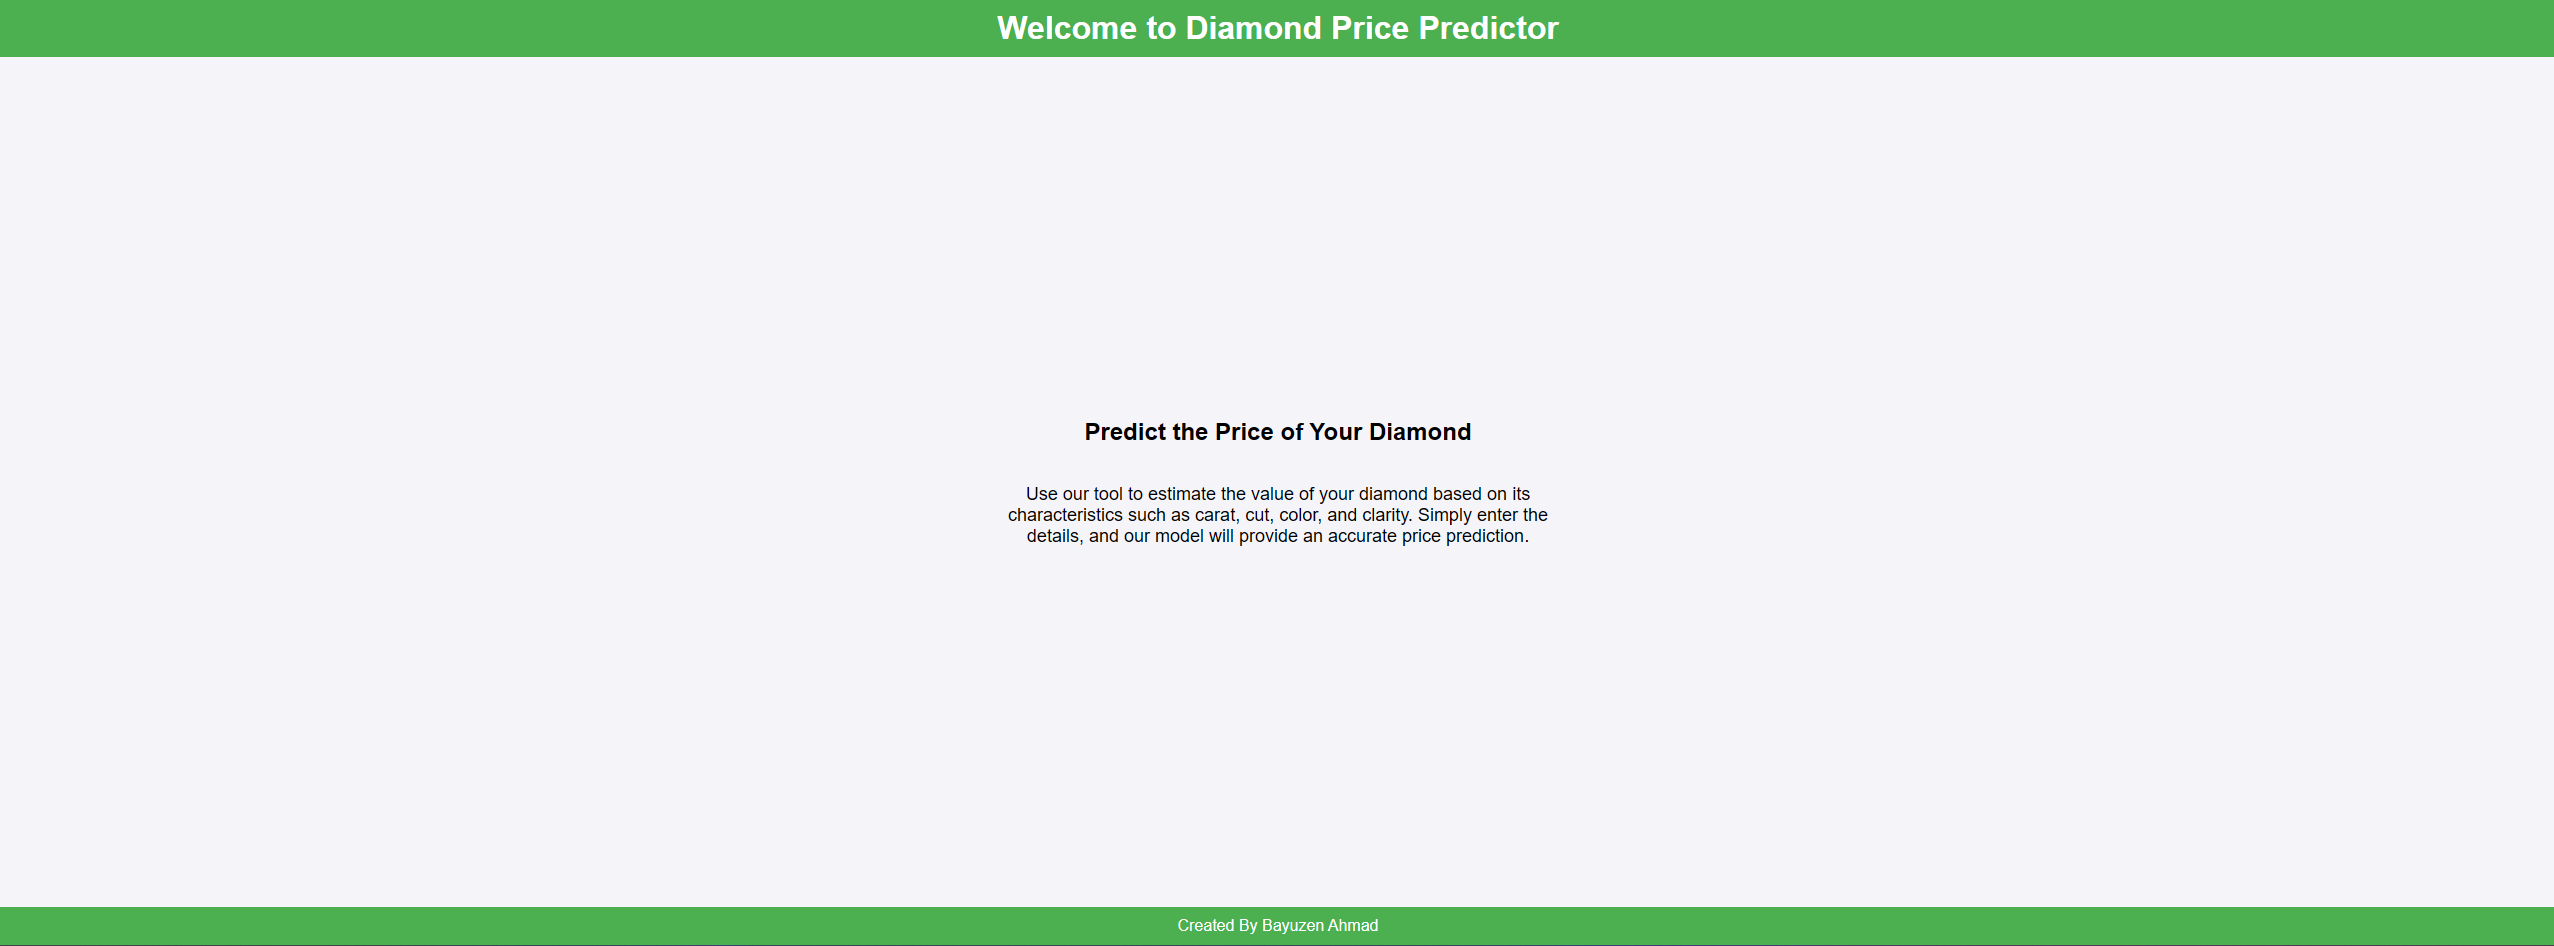 Welcome to Diamond Price Predictor
Predict the Price of Your Diamond
Use our tool to estimate the value of your diamond based on its
characteristics such as carat, cut, color, and clarity. Simply enter the
details, and our model will provide an accurate price prediction.
Created By Bayuzen Ahmad